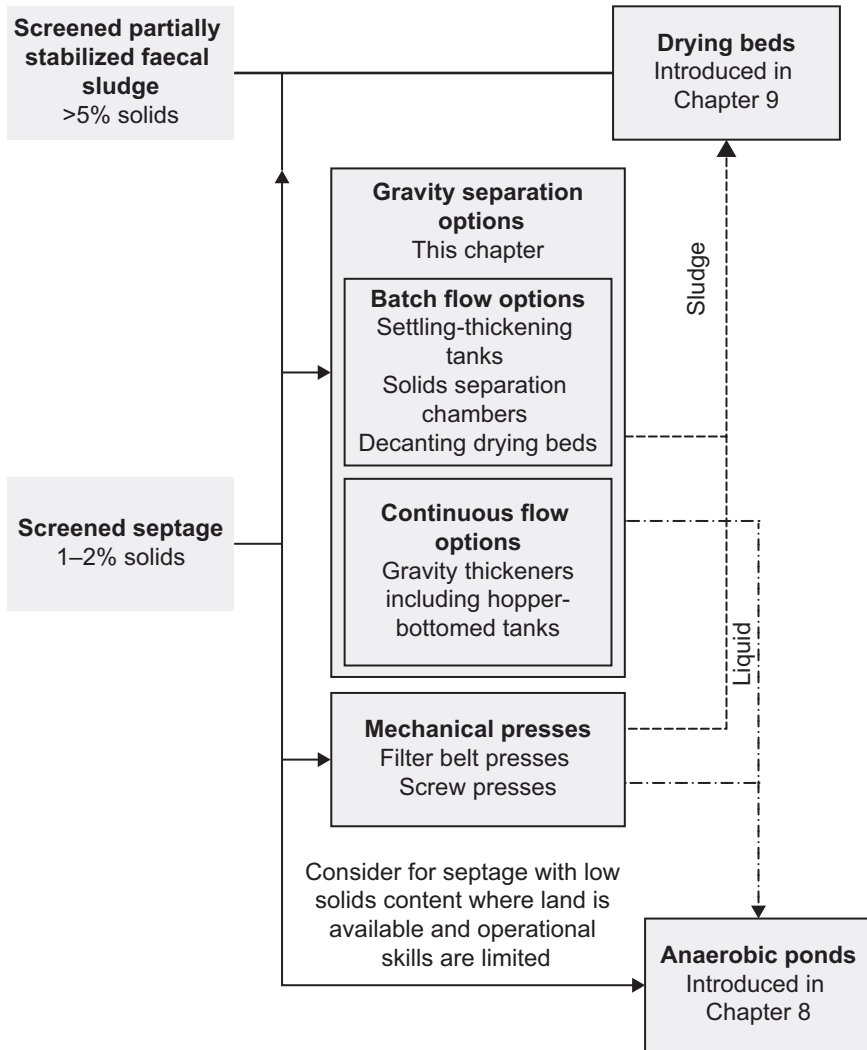 Screened partially
stabilized faecal
sludge
>5% solids
Drying beds
Introduced in
Chapter 9
Gravity separation
options
This chapter
Batch flow options
Settling-thickening
tanks
Solids separation
chambers
Decanting drying beds
Sludge
Screened septage
1–2% solids
Continuous flow
options
Gravity thickeners
including hopper-
bottomed tanks
Liquid
Mechanical presses
Filter belt presses
Screw presses
Consider for septage with low
solids content where land is
available and operational
skills are limited
Anaerobic ponds
Introduced in
Chapter 8